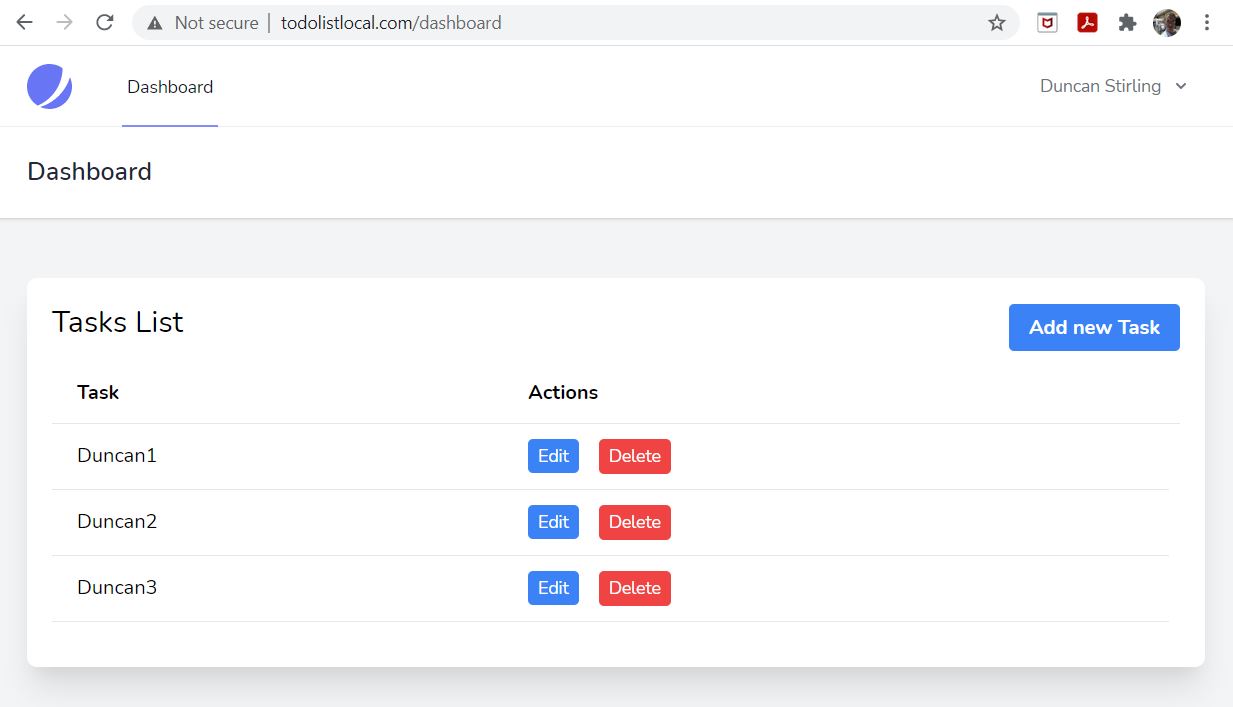 Not secure | todolistlocal.com/dashboard
Dashboard Duncan Stirling
Dashboard
Tasks List Add new Task
Task Actions
Duncan1 Edit Delete
Duncan2 Edit Delete
Duncan3 Edit Delete